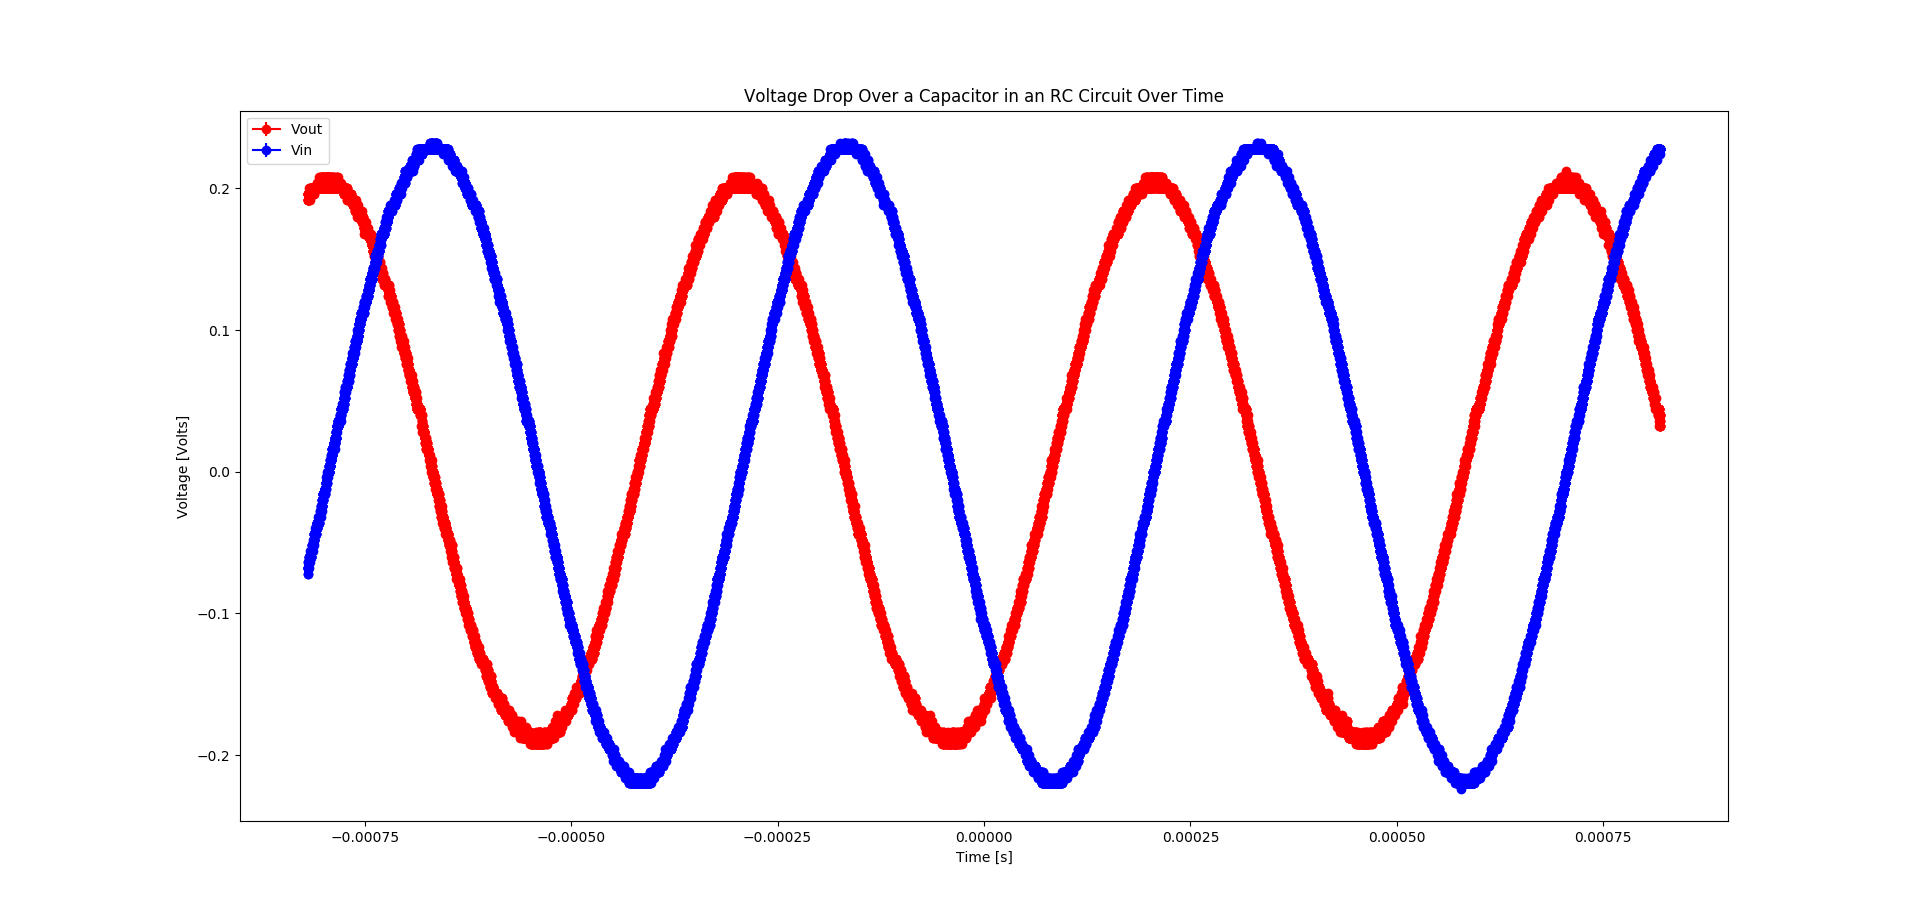 Voltage Drop Over a Capacitor in an RC Circuit Over Time
Vout
Vin
Voltage [Volts]
0.2
0.1
0.0
−0.1
−0.2
−0.00075 −0.00050 −0.00025 0.00000 0.00025 0.00050 0.00075
Time [s]